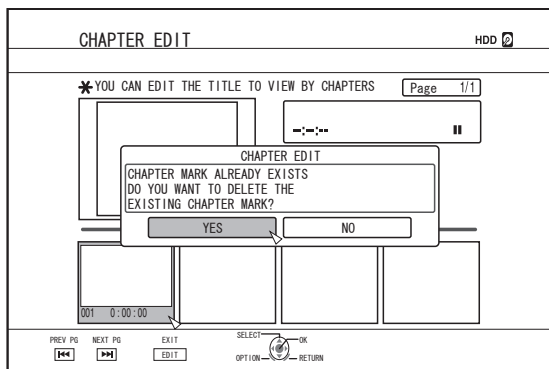 CHAPTER EDIT
HDD
YOU CAN EDIT THE TITLE TO VIEW BY CHAPTERS
Page 1/1
-:--:--
CHAPTER EDIT
CHAPTER MARK ALREADY EXISTS
DO YOU WANT TO DELETE THE
EXISTING CHAPTER MARK?
YES
NO
001 0:00:00
PREV PG
NEXT PG
EXIT
EDIT
SELECT
OK
OPTION
RETURN